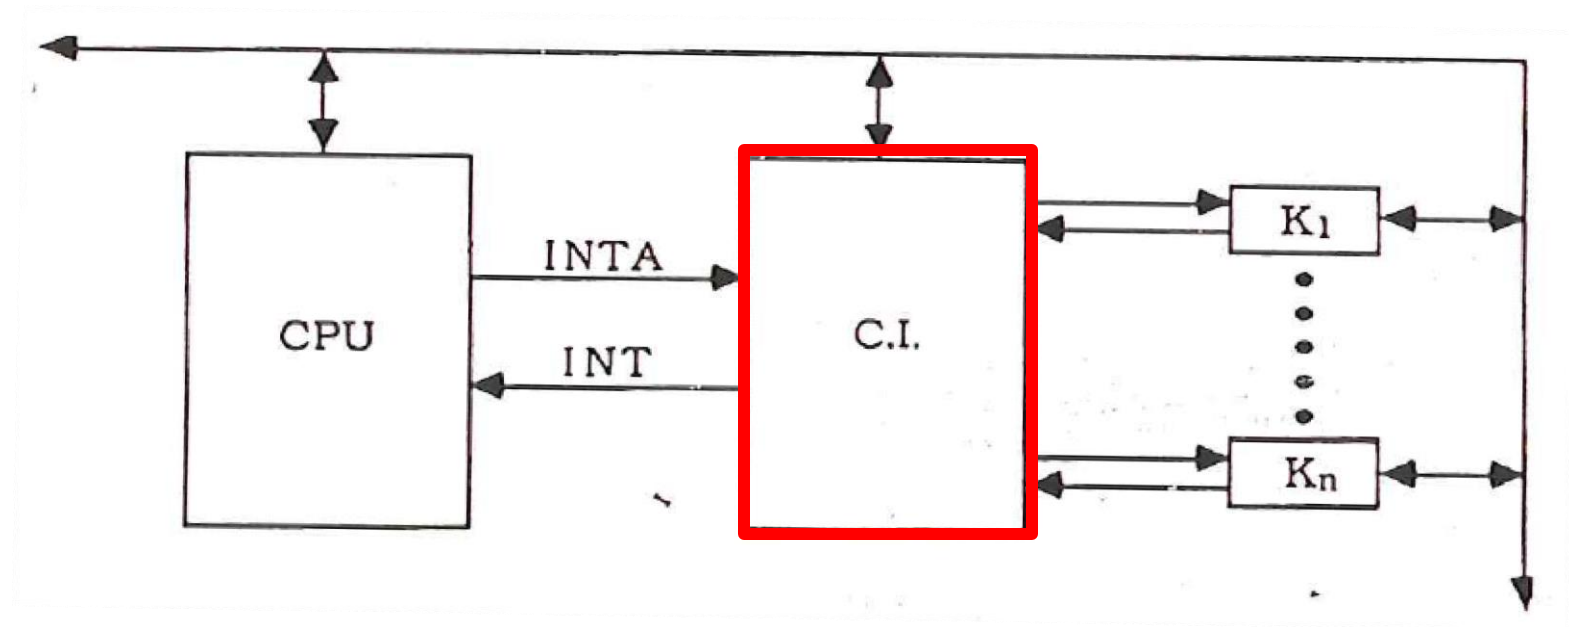 INTA
CPU
INT
C.I.
K1
Kn